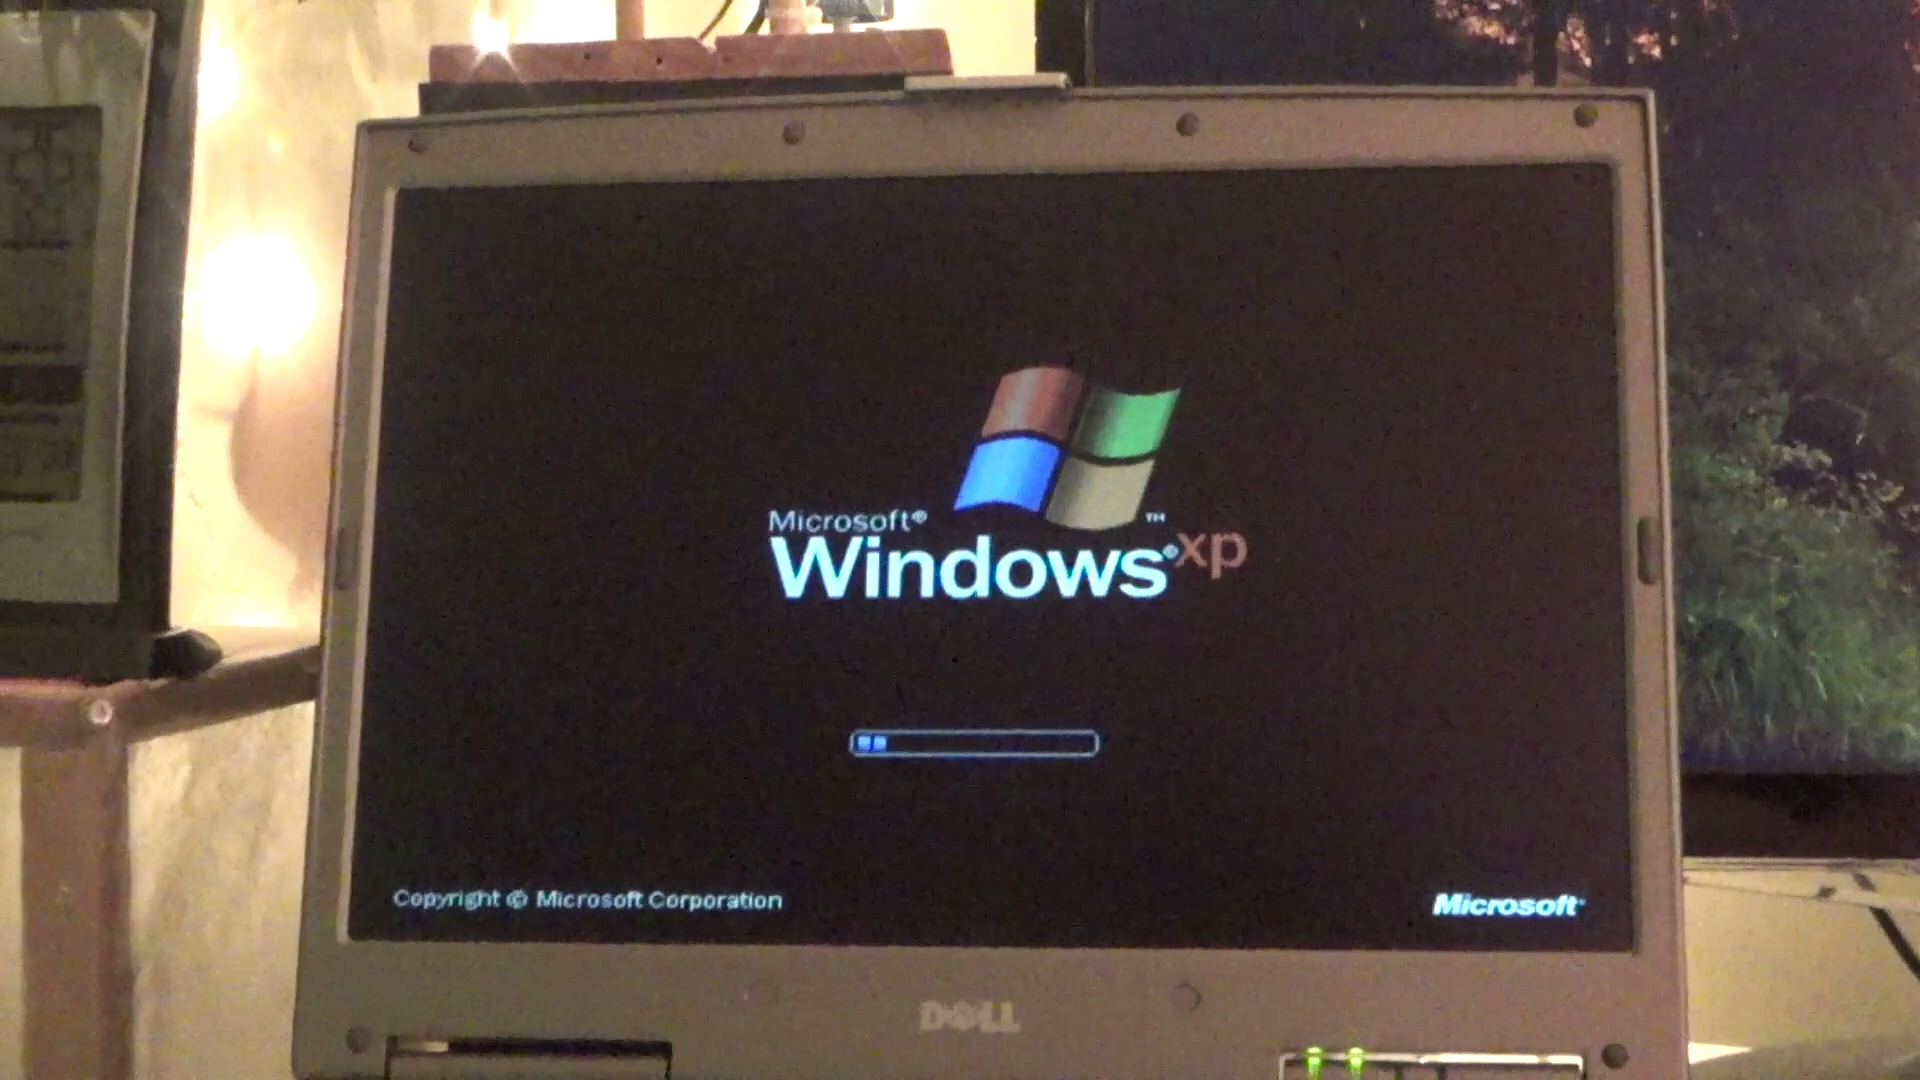 Microsoft®
Windows® xp ™
Copyright © Microsoft Corporation
Microsoft
DELL